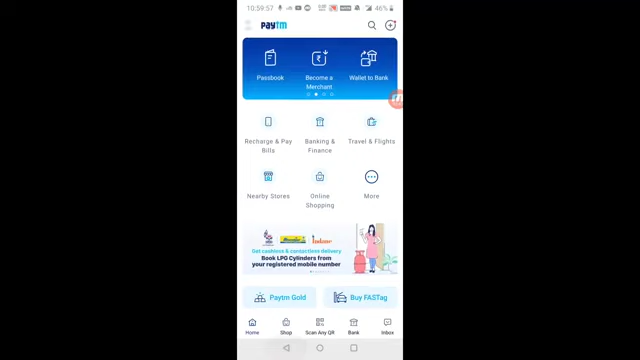 10:59:57
46%
paytm
Passbook
Become a
Merchant
Wallet to Bank
Recharge & Pay
Bills
Banking &
Finance
Travel & Flights
Nearby Stores
Online
Shopping
More
Get cashless & contactless delivery
Book LPG Cylinders from
your registered mobile number
Paytm Gold
Buy FASTag
Home
Shop
Scan Any QR
Bank
Inbox